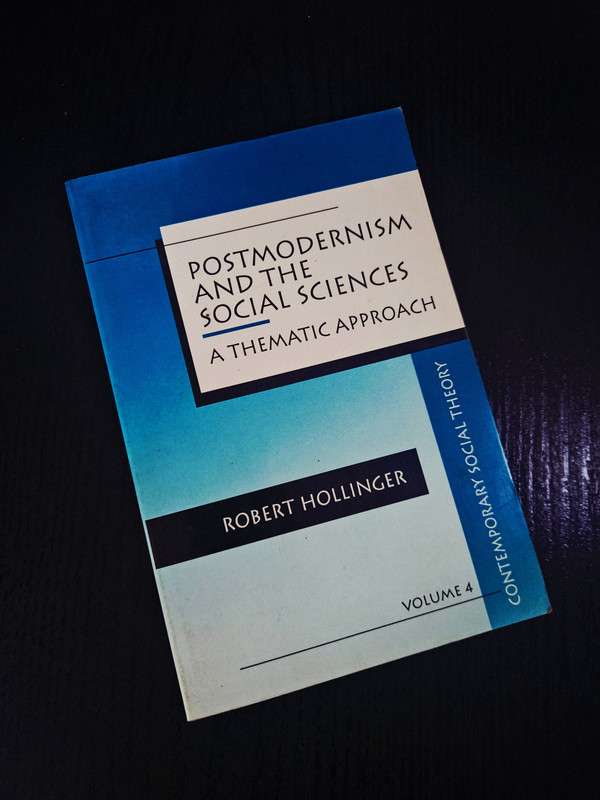 POSTMODERNISM
AND THE
SOCIAL SCIENCES
A THEMATIC APPROACH
ROBERT HOLLINGER
VOLUME 4
CONTEMPORARY SOCIAL THEORY